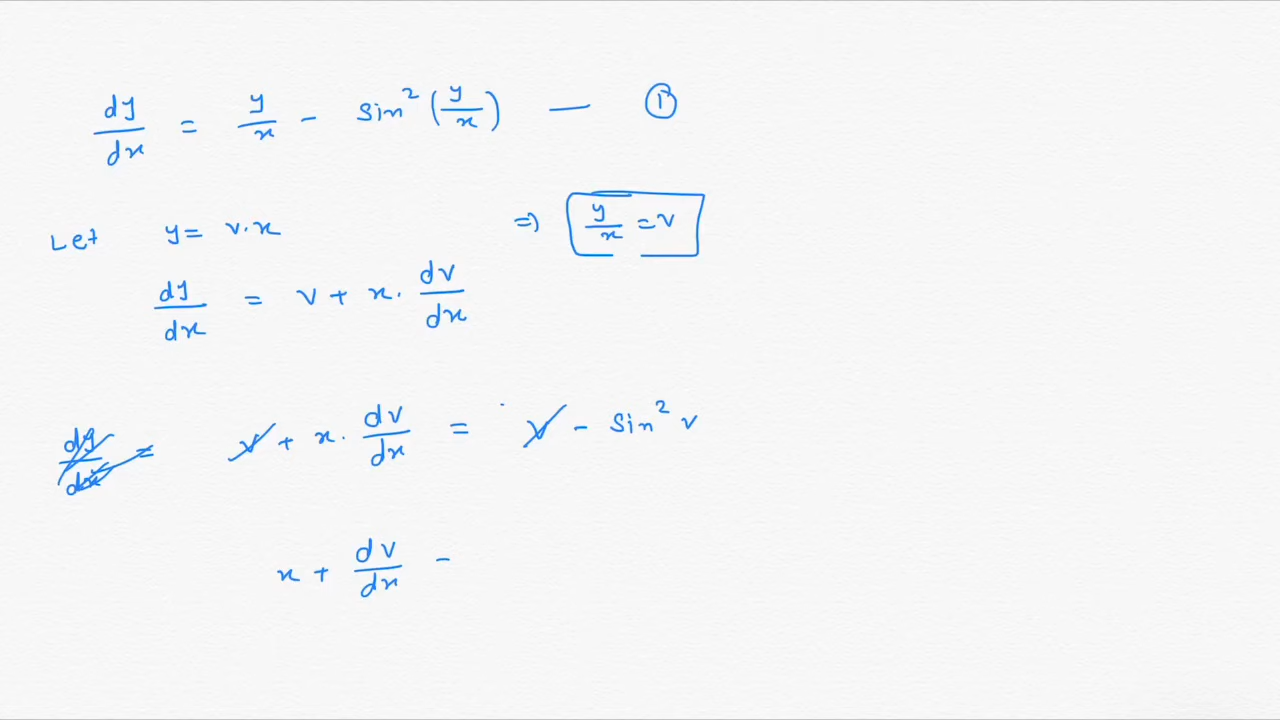 dy/dx = y/x - sin² (y/x) — ①
Let y = v.x ⇒ y/x = v
dy/dx = v + x. dv/dx
dy/dx = v + x. dv/dx = v - sin² v
x + dv/dx -